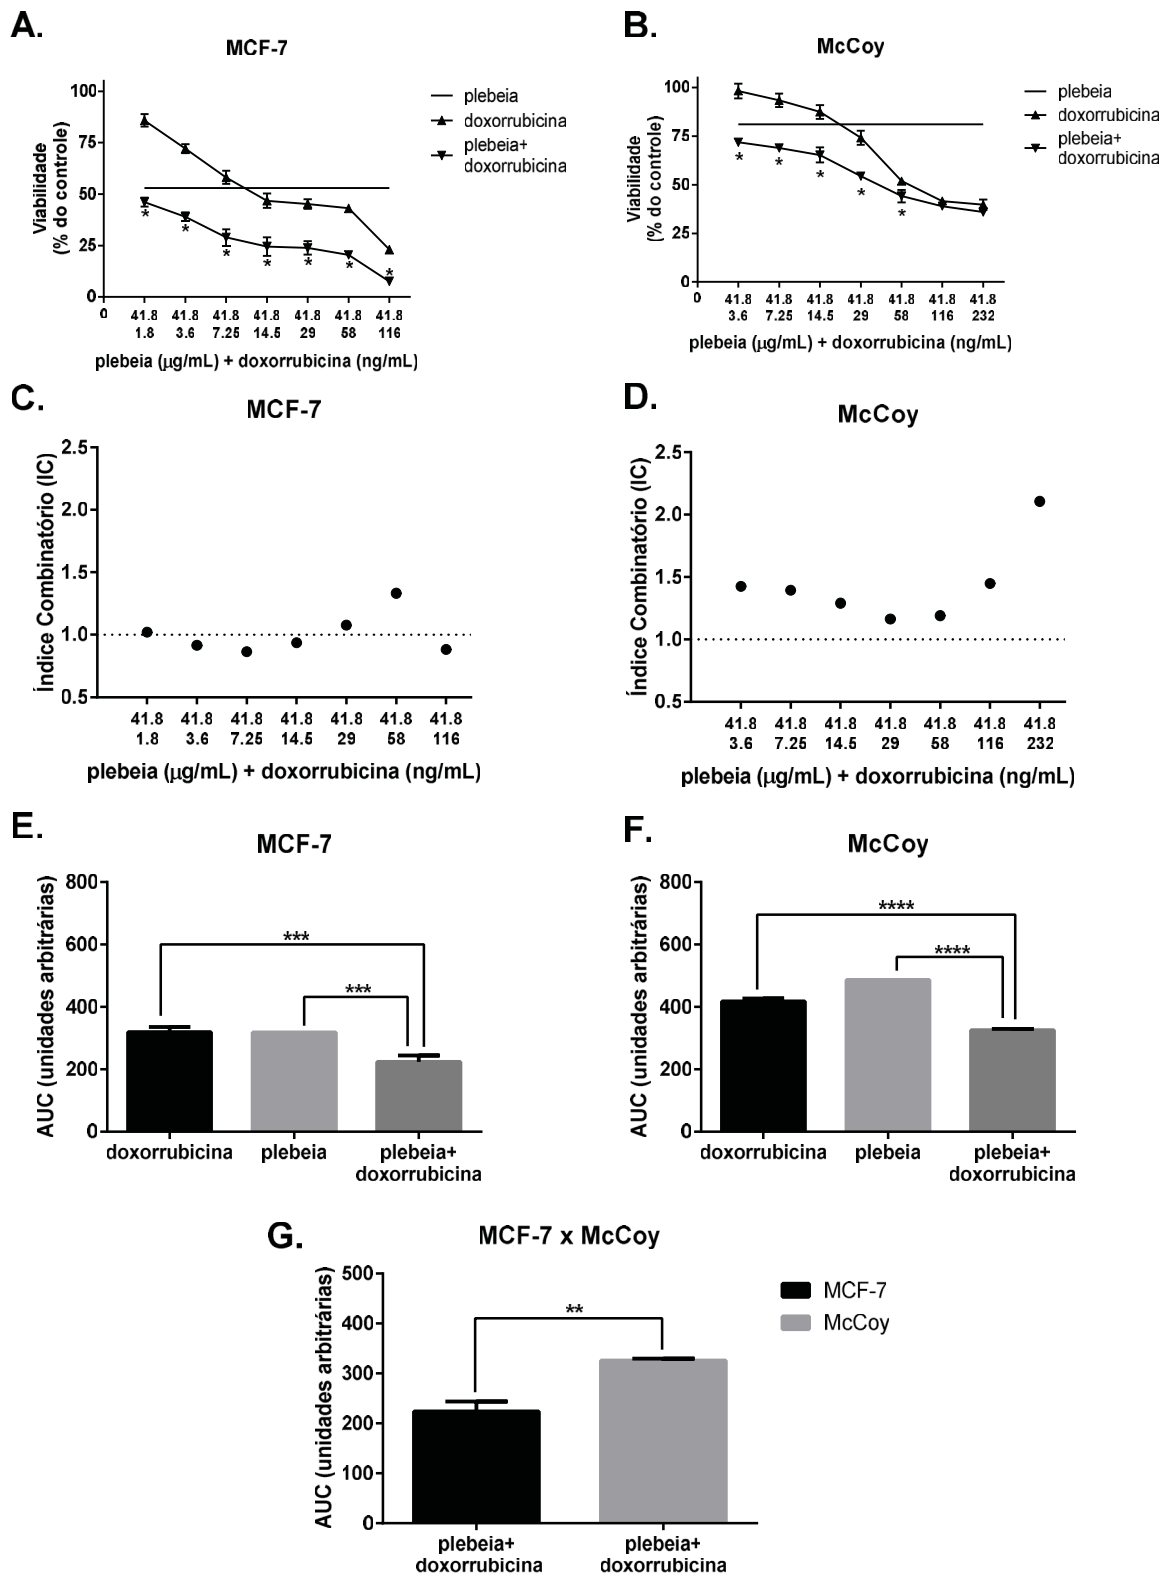 A.
MCF-7
Viabilidade
(% do controle)
100
75
50
25
0
0
41.8 41.8 41.8 41.8 41.8 41.8 41.8
1.8 3.6 7.25 14.5 29 58 116
plebeia (μg/mL) + doxorrubicina (ng/mL)
plebeia
doxorrubicina
plebeia+
doxorrubicina
* * * * * * *
B.
McCoy
Viabilidade
(% do controle)
100
75
50
25
0
0
41.8 41.8 41.8 41.8 41.8 41.8 41.8
3.6 7.25 14.5 29 58 116 232
plebeia (μg/mL) + doxorrubicina (ng/mL)
plebeia
doxorrubicina
plebeia+
doxorrubicina
* * * * *
C.
MCF-7
Índice Combinatório (IC)
2.5
2.0
1.5
1.0
0.5
41.8 41.8 41.8 41.8 41.8 41.8 41.8
1.8 3.6 7.25 14.5 29 58 116
plebeia (μg/mL) + doxorrubicina (ng/mL)
D.
McCoy
Índice Combinatório (IC)
2.5
2.0
1.5
1.0
0.5
41.8 41.8 41.8 41.8 41.8 41.8 41.8
3.6 7.25 14.5 29 58 116 232
plebeia (μg/mL) + doxorrubicina (ng/mL)
E.
MCF-7
AUC (unidades arbitrárias)
800
600
400
200
0
***
***
doxorrubicina plebeia plebeia+
doxorrubicina
F.
McCoy
AUC (unidades arbitrárias)
800
600
400
200
0
****
****
doxorrubicina plebeia plebeia+
doxorrubicina
G.
MCF-7 x McCoy
AUC (unidades arbitrárias)
500
400
300
200
100
0
**
MCF-7
McCoy
plebeia+ plebeia+
doxorrubicina doxorrubicina